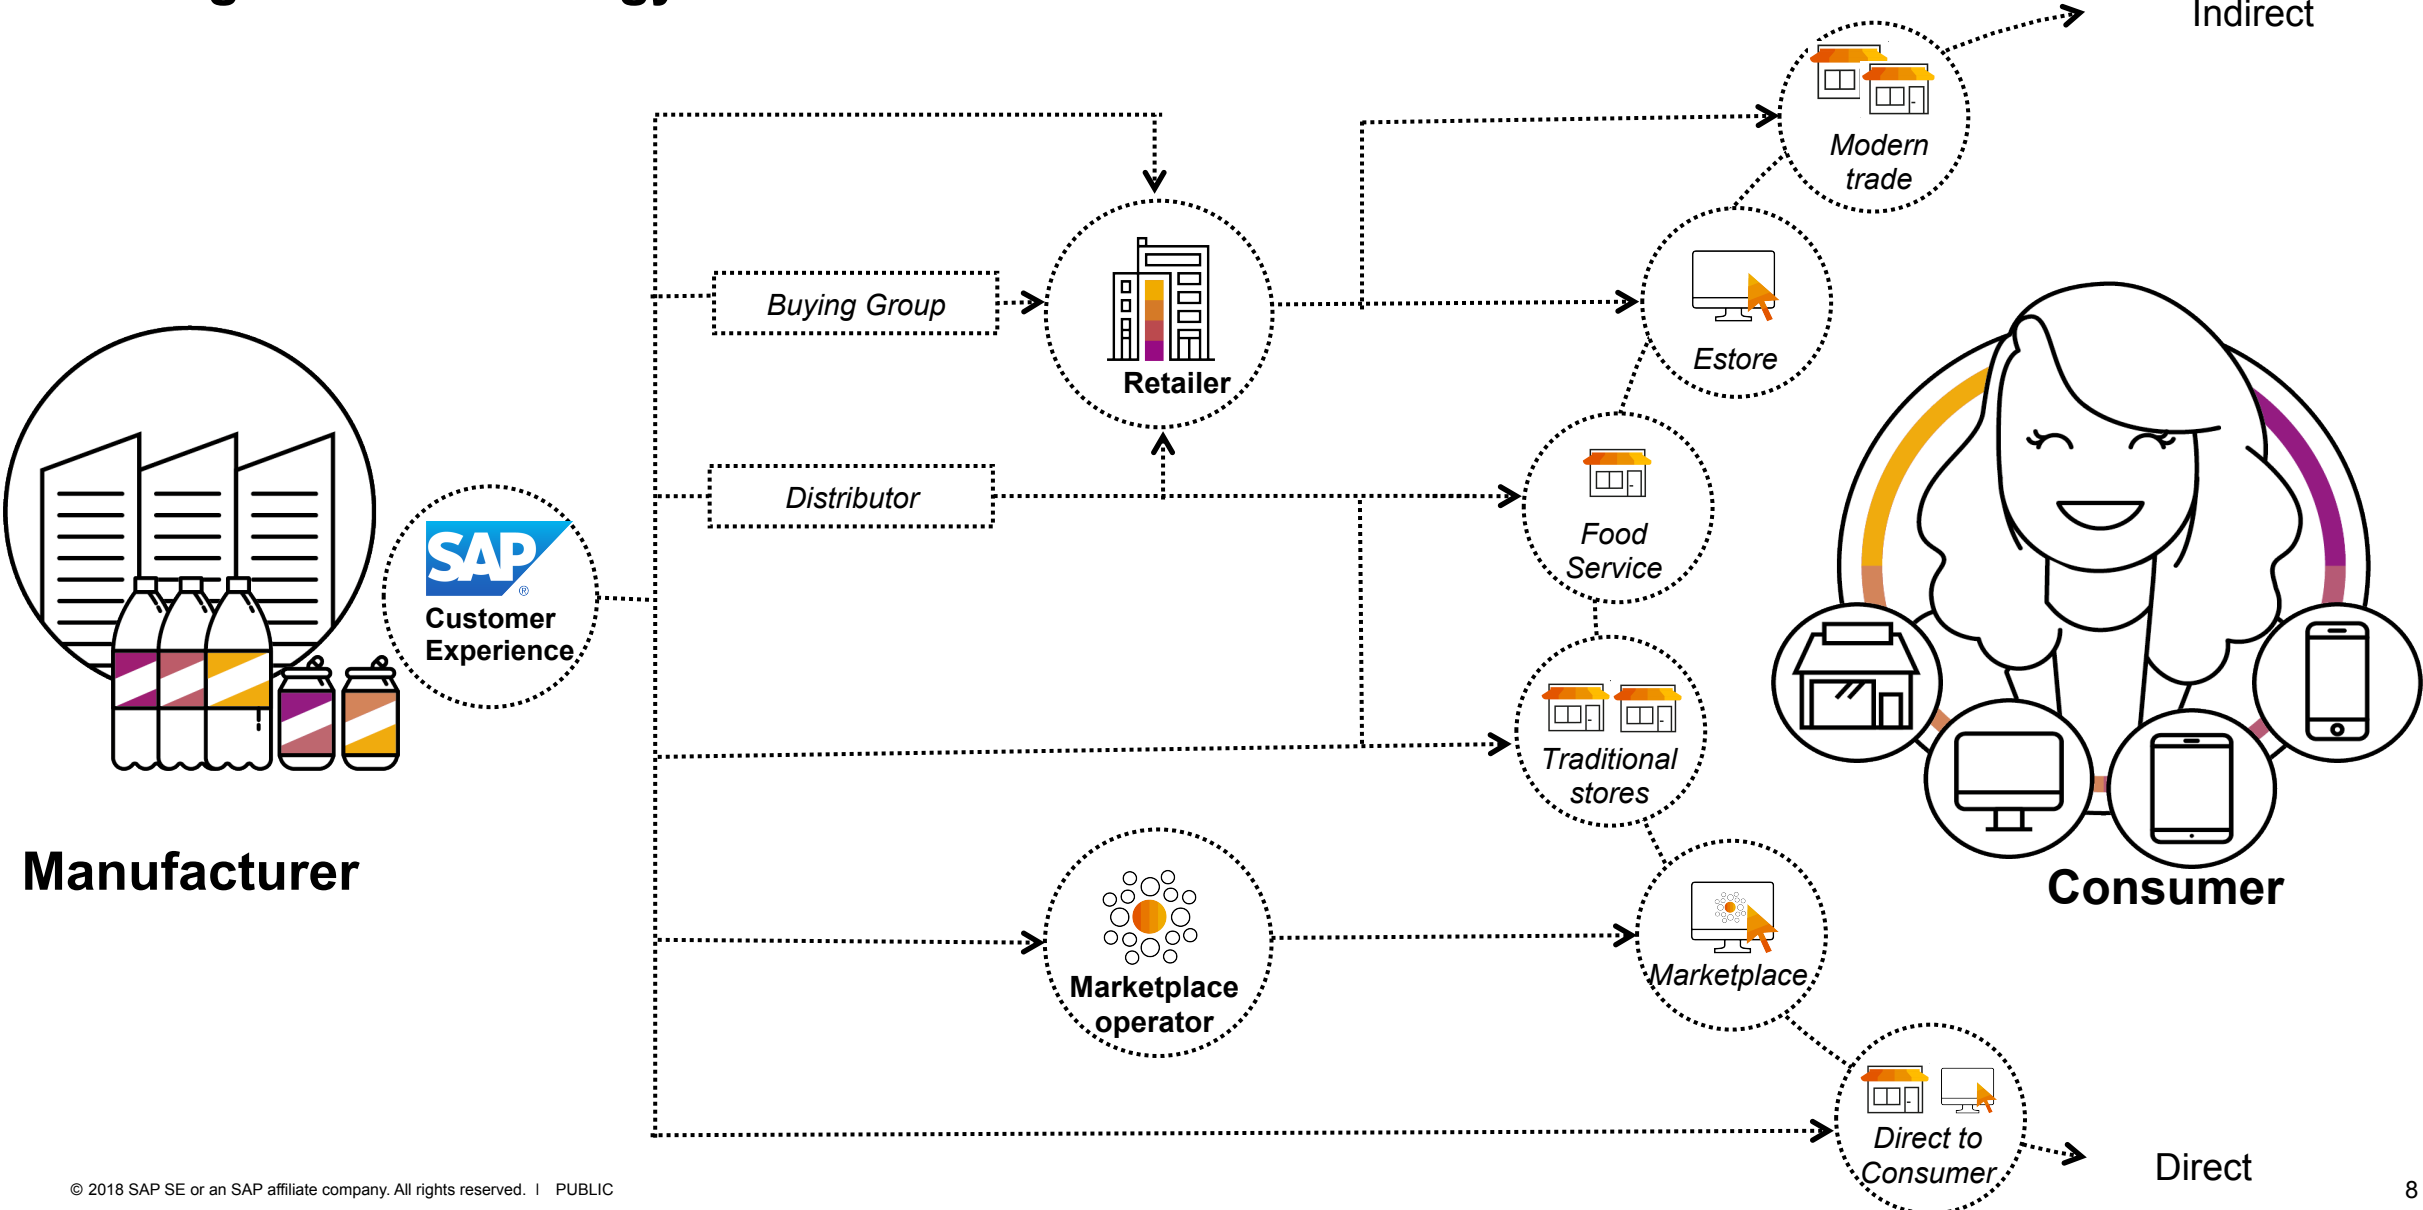 Indirect
Modern
trade
Buying Group
Retailer
Estore
Distributor
Food
Service
SAP
®
Customer
Experience
Traditional
stores
Manufacturer
Consumer
Marketplace
operator
Marketplace
Direct to
Consumer
Direct
© 2018 SAP SE or an SAP affiliate company. All rights reserved. ǀ PUBLIC
8